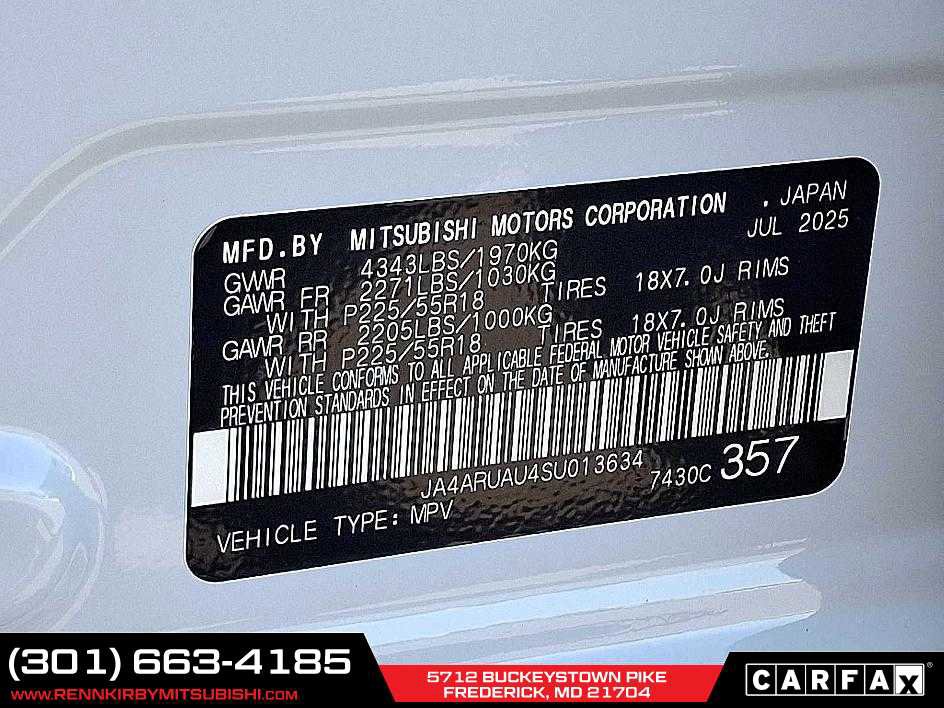 MFD.BY MITSUBISHI MOTORS CORPORATION . JAPAN
JUL 2025
GVWR 4343LBS/1970KG
GAWR FR 2271LBS/1030KG
WITH P225/55R18 TIRES 18X7.0J RIMS
GAWR RR 2205LBS/1000KG
WITH P225/55R18 TIRES 18X7.0J RIMS
THIS VEHICLE CONFORMS TO ALL APPLICABLE FEDERAL MOTOR VEHICLE SAFETY AND THEFT
PREVENTION STANDARDS IN EFFECT ON THE DATE OF MANUFACTURE SHOWN ABOVE.
JA4ARUAU4SU013634
7430C 357
VEHICLE TYPE: MPV
(301) 663-4185
WWW.RENNKIRBYMITSUBISHI.COM
5712 BUCKEYSTOWN PIKE
FREDERICK, MD 21704
CARFAX